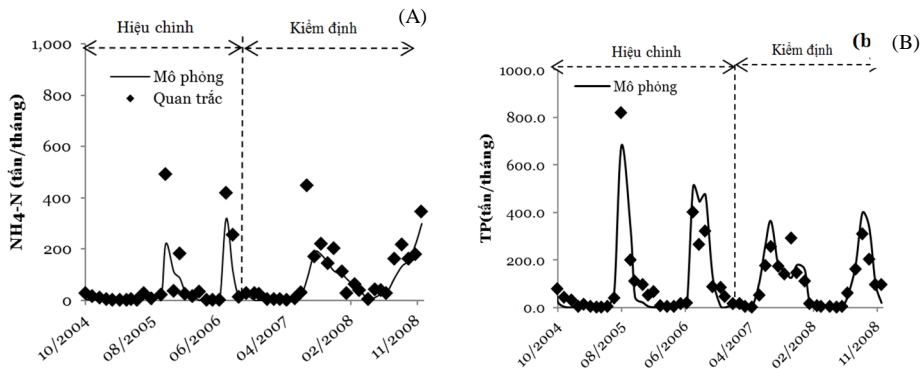 (A)
Hiệu chỉnh
Kiểm định
1,000
800
600
400
200
0
NH4-N (tấn/tháng)
Mô phỏng
Quan trắc
10/2004
08/2005
06/2006
04/2007
02/2008
11/2008
(b
(B)
Hiệu chỉnh
Kiểm định
1000.0
800.0
600.0
400.0
200.0
0.0
TP(tấn/tháng)
Mô phỏng
10/2004
08/2005
06/2006
04/2007
02/2008
11/2008